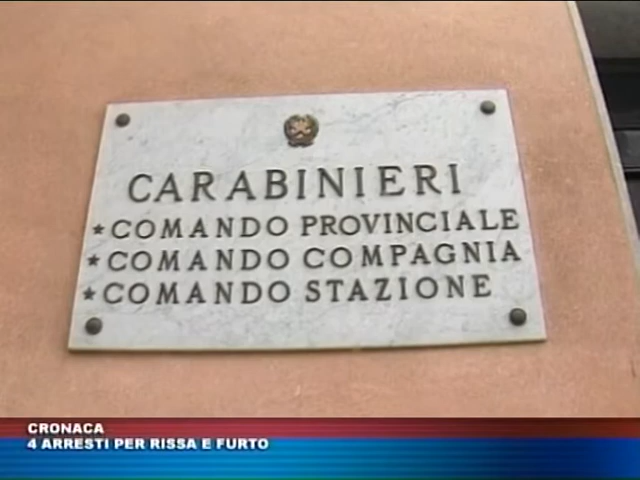 CARABINIERI
*COMANDO PROVINCIALE
*COMANDO COMPAGNIA
*COMANDO STAZIONE
CRONACA
4 ARRESTI PER RISSA E FURTO